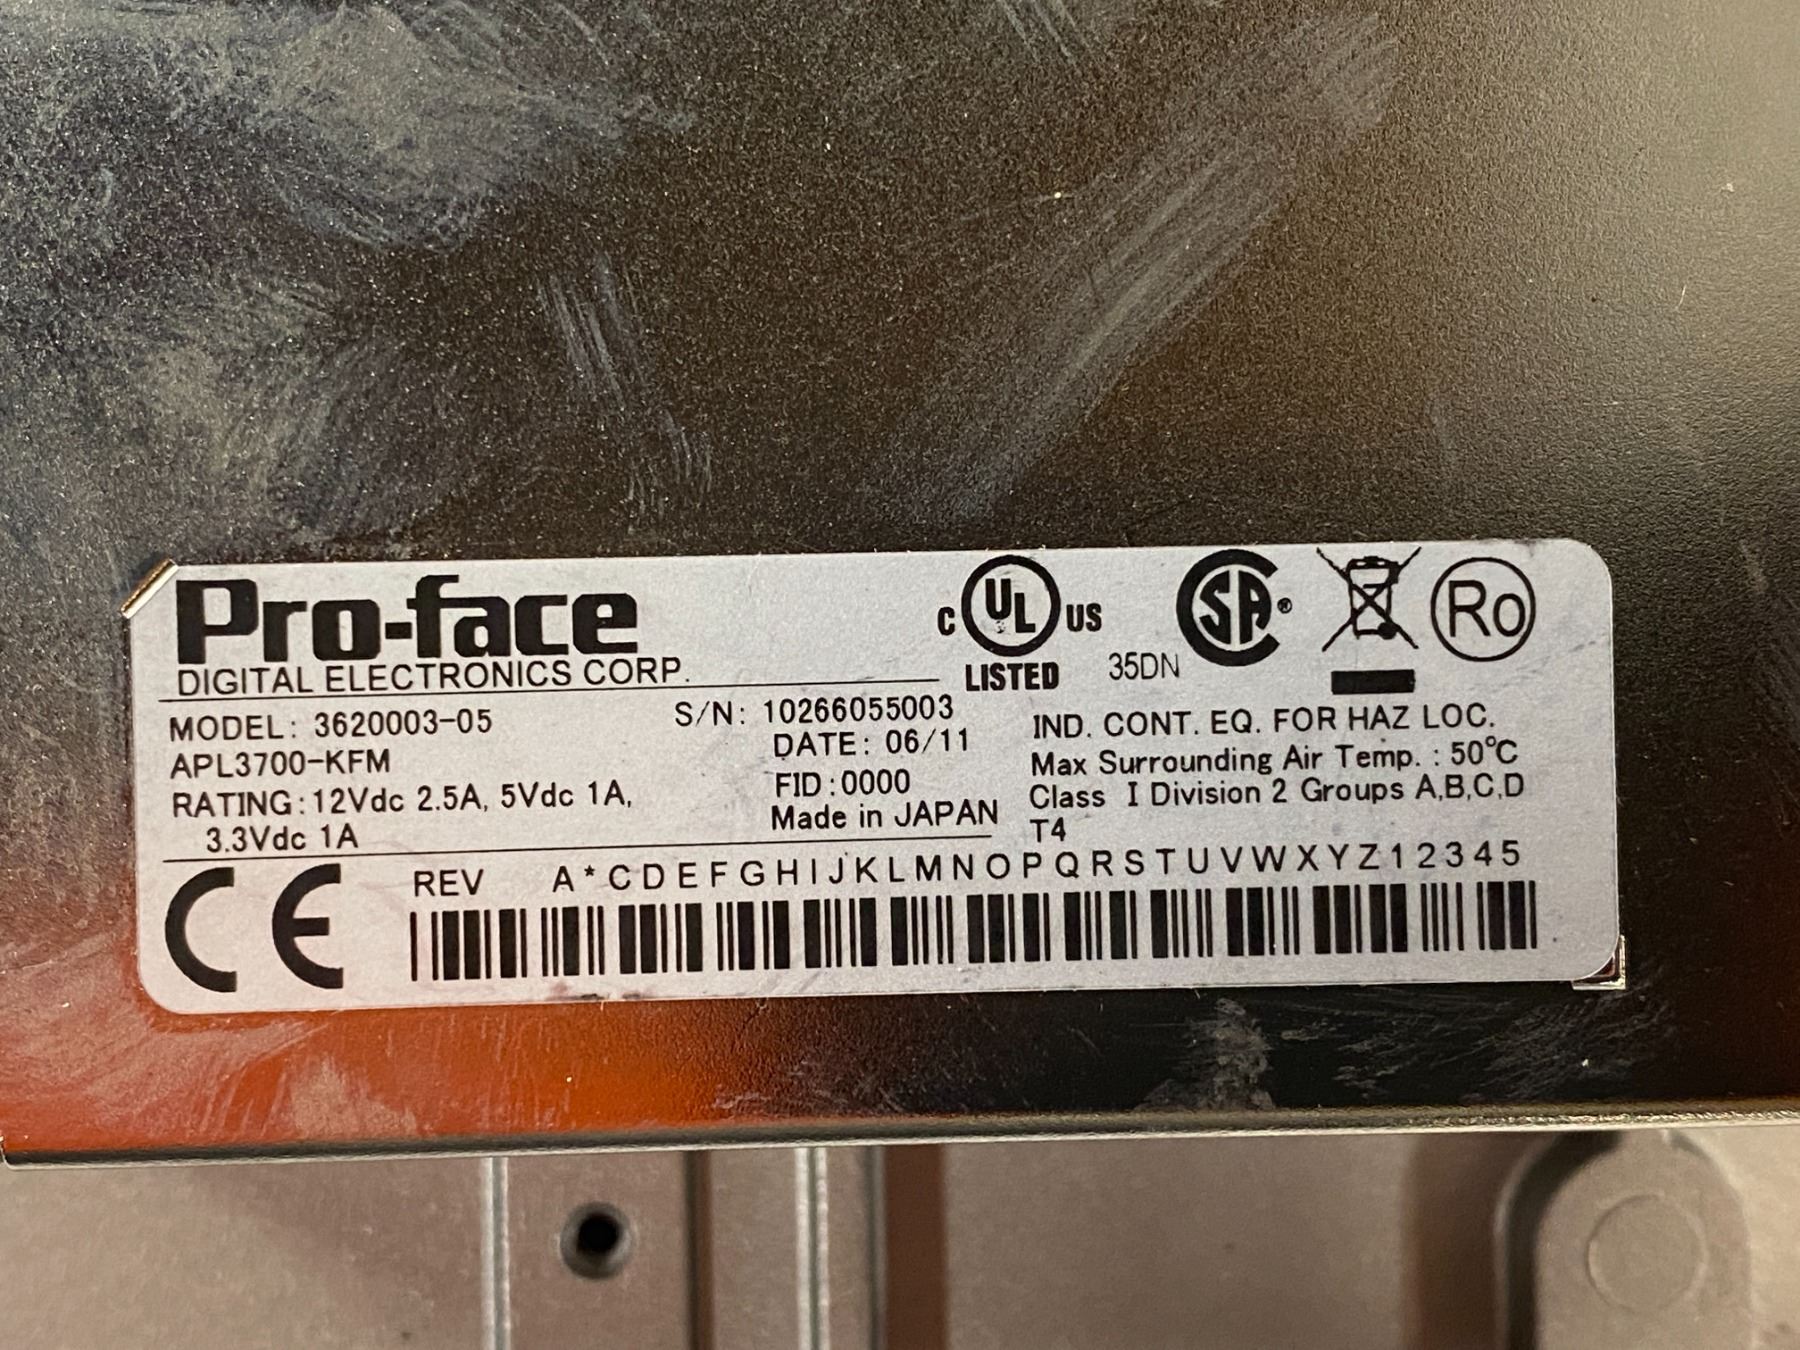 Pro-face
DIGITAL ELECTRONICS CORP.
C UL US
LISTED
35DN
SA®
Ro
MODEL: 3620003-05
APL3700-KFM
RATING:12Vdc 2.5A, 5Vdc 1A,
3.3Vdc 1A
S/N: 10266055003
DATE: 06/11
FID:0000
Made in JAPAN
IND. CONT. EQ. FOR HAZ LOC.
Max Surrounding Air Temp. : 50°C
Class I Division 2 Groups A,B,C,D
T4
CE
REV A*CDEFGHIJKLMNOPQRSTUVWXYZ12345